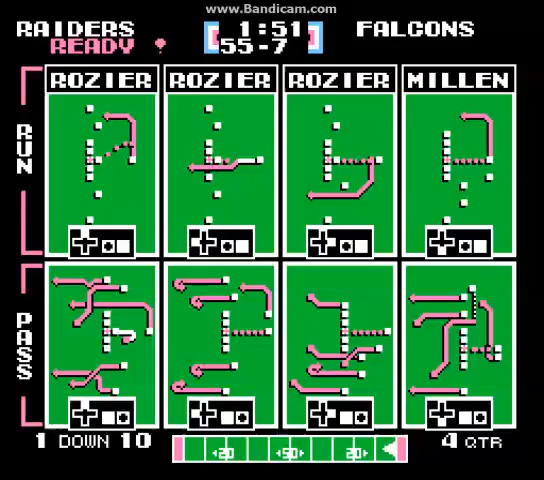 www.Bandicam.com
RAIDERS 1:51 FALCONS
READY 55-7
ROZIER ROZIER ROZIER MILLEN
RUN
PASS
1 DOWN 10 4 QTR
20 50 20